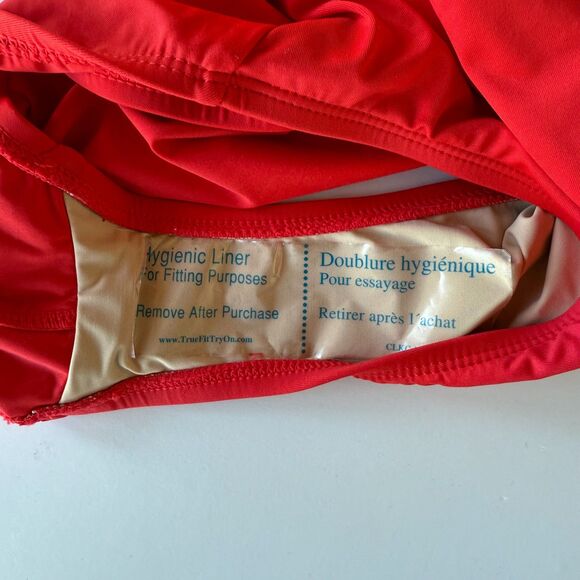 Hygienic Liner
For Fitting Purposes
Remove After Purchase
www.TrueFitTryOn.com
Doublure hygiénique
Pour essayage
Retirer après l'achat